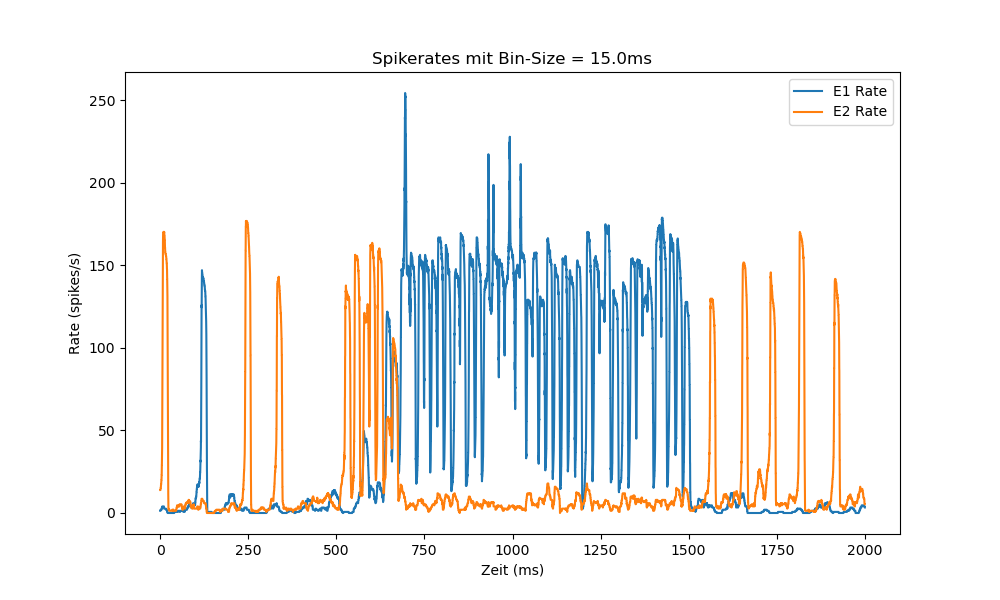 Spikerates mit Bin-Size = 15.0ms
E1 Rate
E2 Rate
250
200
150
100
50
0
Rate (spikes/s)
0 250 500 750 1000 1250 1500 1750 2000
Zeit (ms)